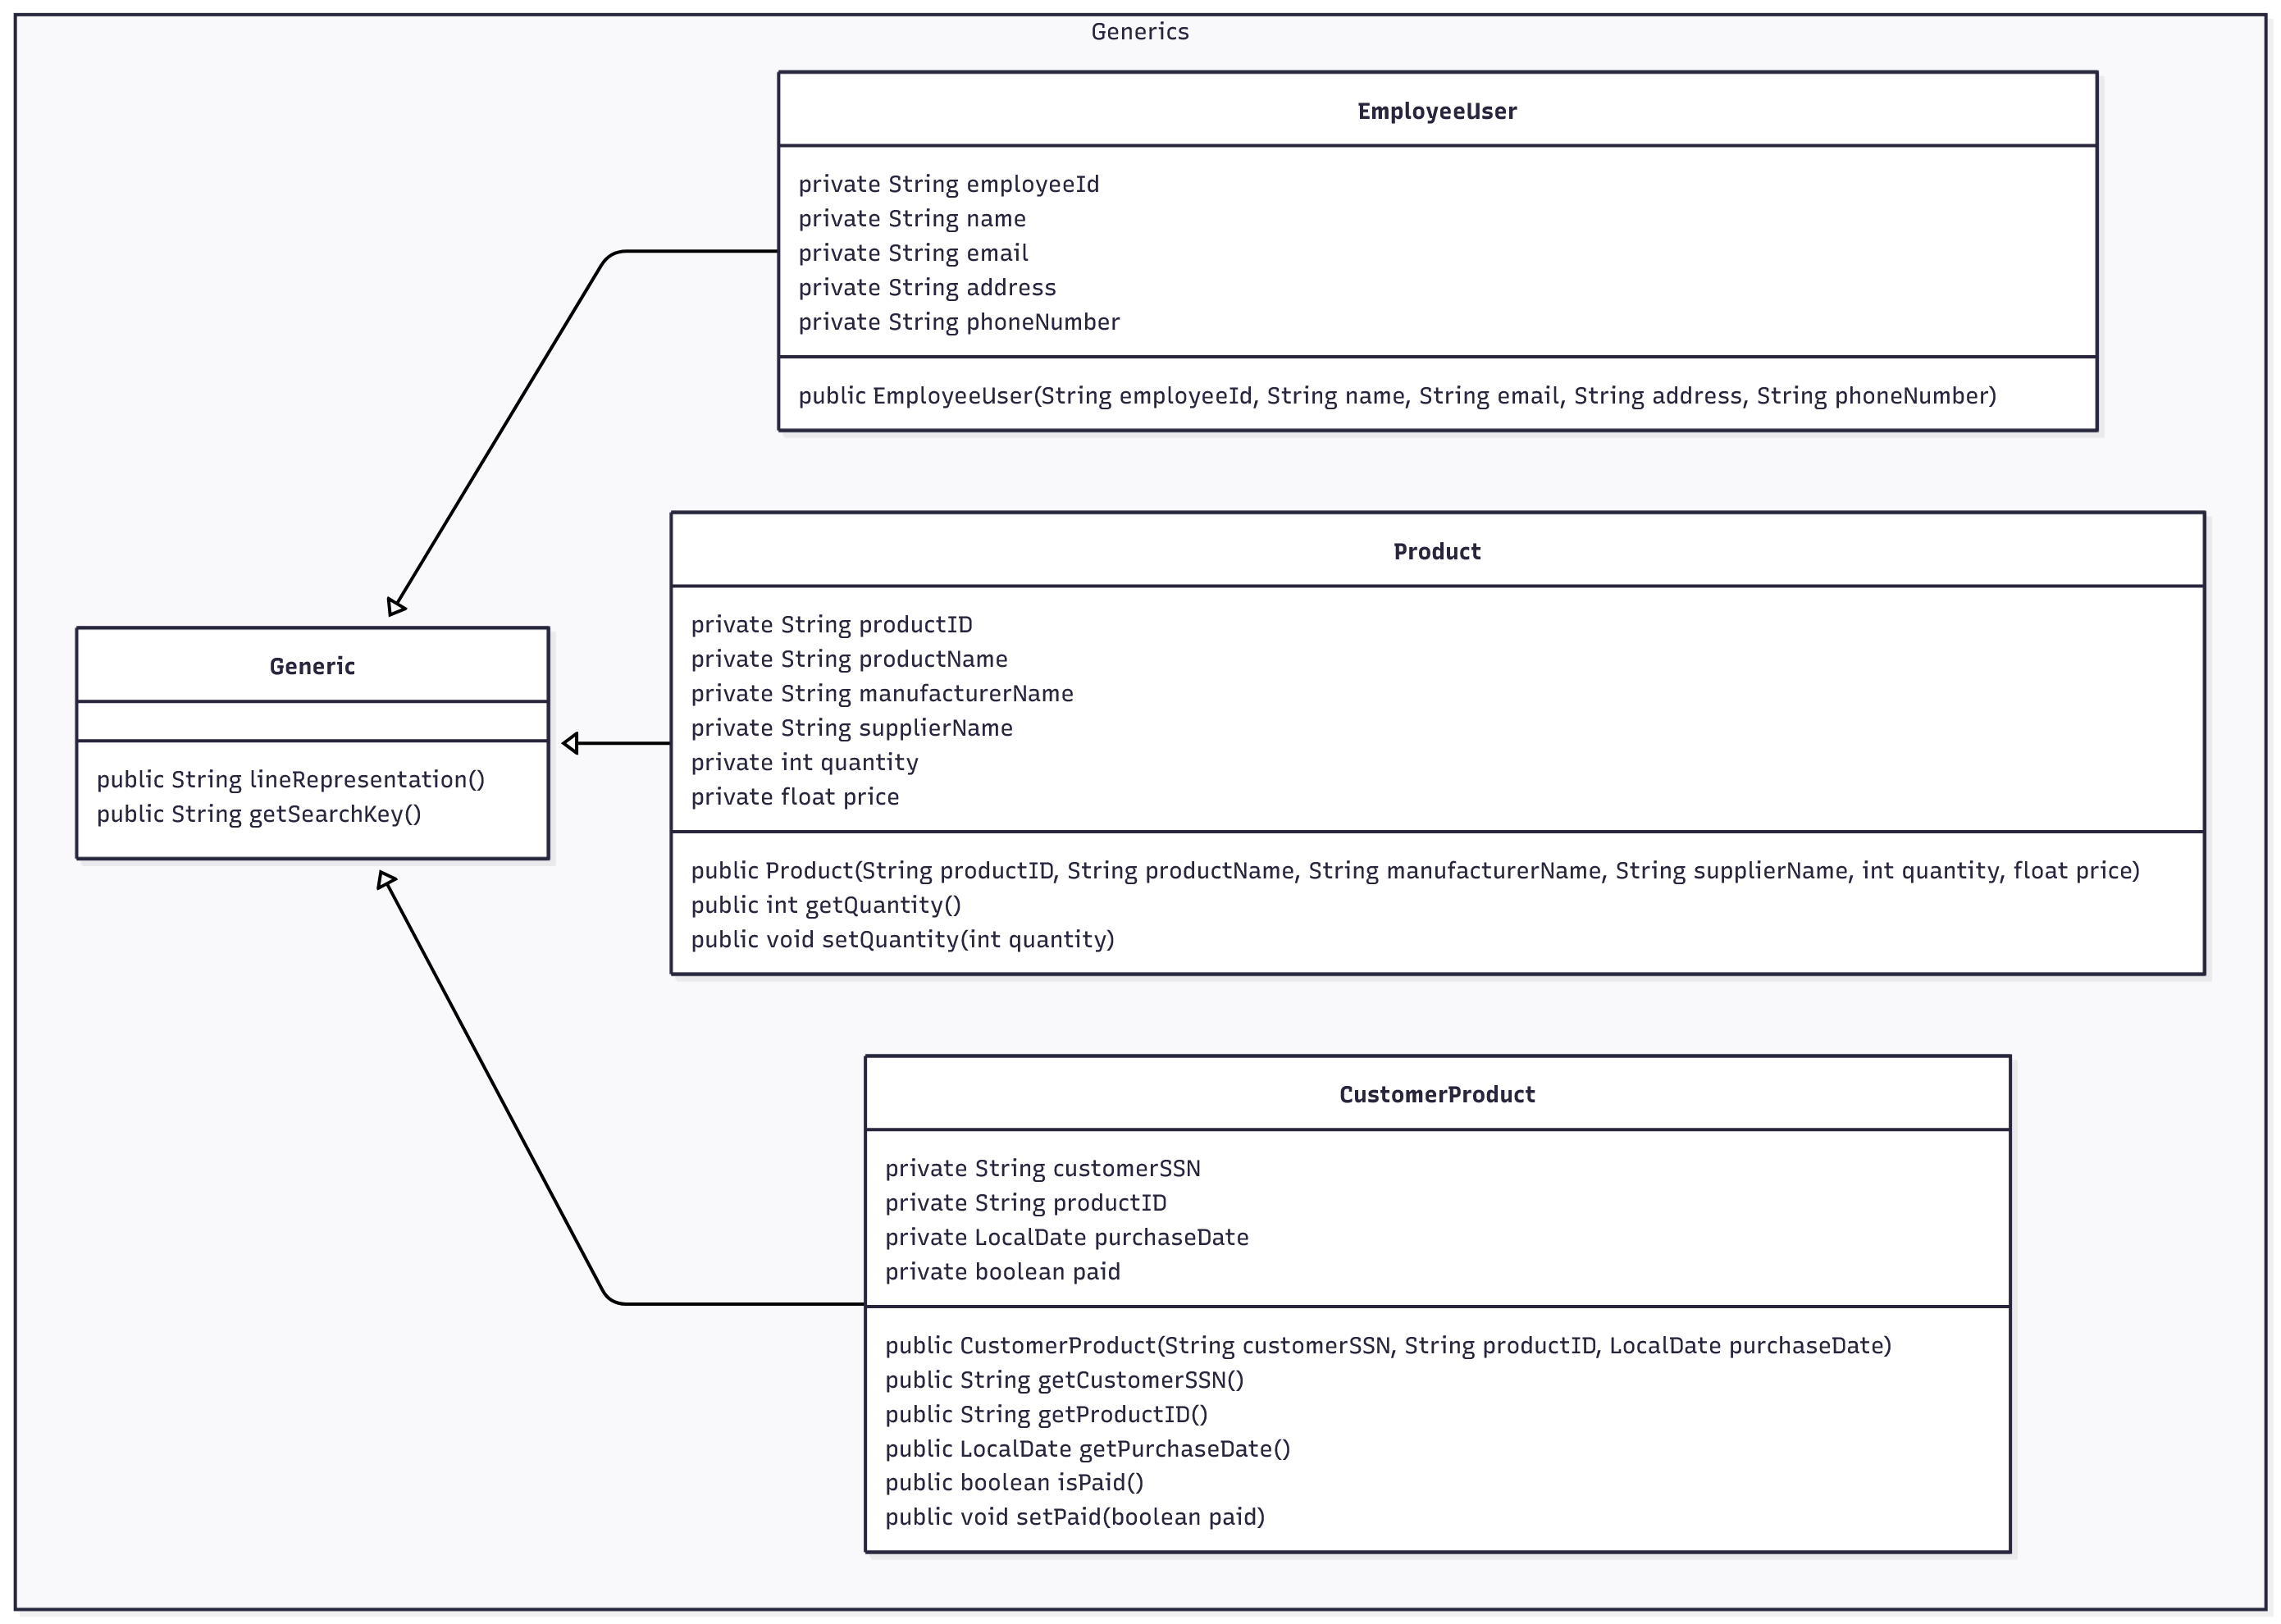 Generics
EmployeeUser
private String employeeId
private String name
private String email
private String address
private String phoneNumber
public EmployeeUser(String employeeId, String name, String email, String address, String phoneNumber)
Product
private String productID
private String productName
private String manufacturerName
private String supplierName
private int quantity
private float price
public Product(String productID, String productName, String manufacturerName, String supplierName, int quantity, float price)
public int getQuantity()
public void setQuantity(int quantity)
Generic
public String lineRepresentation()
public String getSearchKey()
CustomerProduct
private String customerSSN
private String productID
private LocalDate purchaseDate
private boolean paid
public CustomerProduct(String customerSSN, String productID, LocalDate purchaseDate)
public String getCustomerSSN()
public String getProductID()
public LocalDate getPurchaseDate()
public boolean isPaid()
public void setPaid(boolean paid)